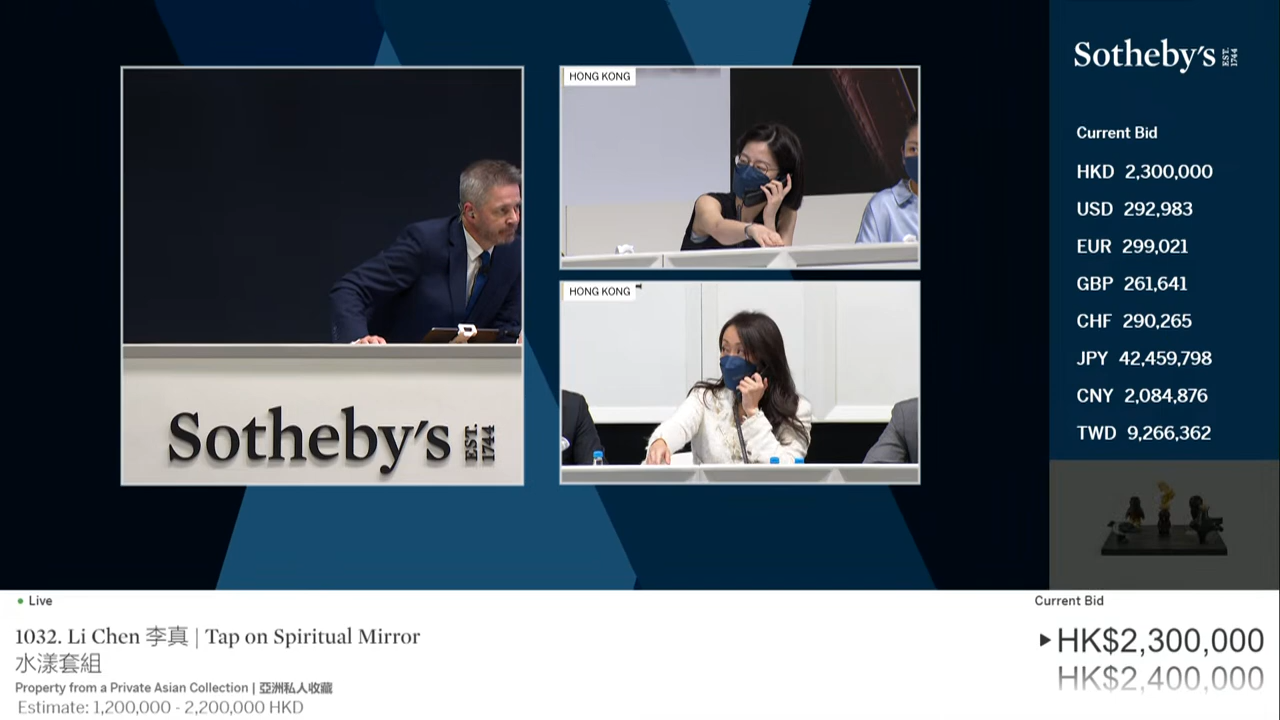 HONG KONG
HONG KONG
Sotheby's EST. 1744
Sotheby's EST. 1744
Current Bid
HKD 2,300,000
USD 292,983
EUR 299,021
GBP 261,641
CHF 290,265
JPY 42,459,798
CNY 2,084,876
TWD 9,266,362
Live
1032. Li Chen 李真 | Tap on Spiritual Mirror
水漾套組
Property from a Private Asian Collection | 亞洲私人收藏
Estimate: 1,200,000 - 2,200,000 HKD
Current Bid
HK$2,300,000
HK$2,400,000